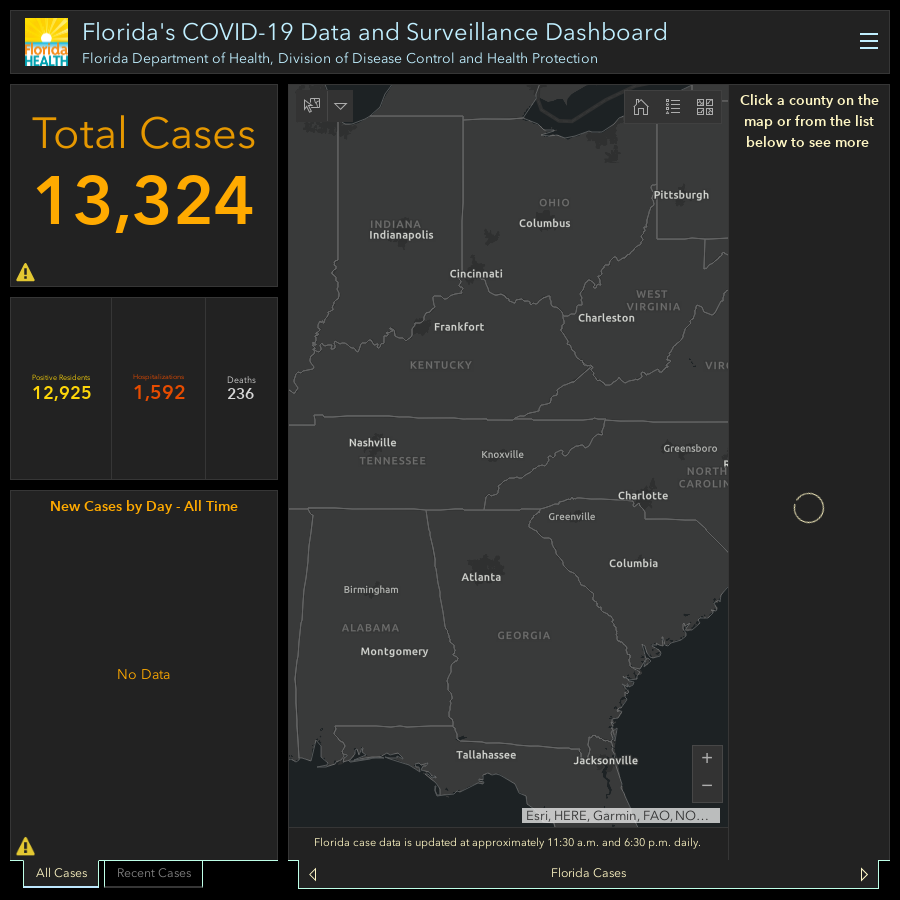 Florida HEALTH
Florida's COVID-19 Data and Surveillance Dashboard
Florida Department of Health, Division of Disease Control and Health Protection
Total Cases
13,324
Positive Residents
12,925
Hospitalizations
1,592
Deaths
236
New Cases by Day - All Time
No Data
All Cases
Recent Cases
Pittsburgh
OHIO
Columbus
INDIANA
Indianapolis
Cincinnati
WEST
VIRGINIA
Charleston
Frankfort
KENTUCKY
VIRG
Nashville
TENNESSEE
Knoxville
Greensboro
R
NORTH
CAROLIN
Charlotte
Greenville
Columbia
Atlanta
Birmingham
ALABAMA
GEORGIA
Montgomery
Tallahassee
Jacksonville
+
−
Esri, HERE, Garmin, FAO, NO…
Florida case data is updated at approximately 11:30 a.m. and 6:30 p.m. daily.
Florida Cases
Click a county on the
map or from the list
below to see more